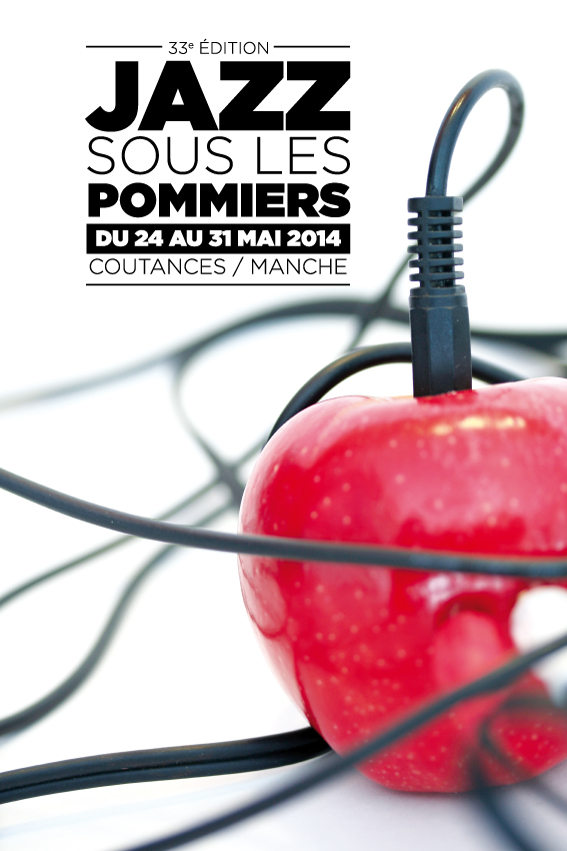 33e ÉDITION
JAZZ
SOUS LES
POMMIERS
DU 24 AU 31 MAI 2014
COUTANCES / MANCHE